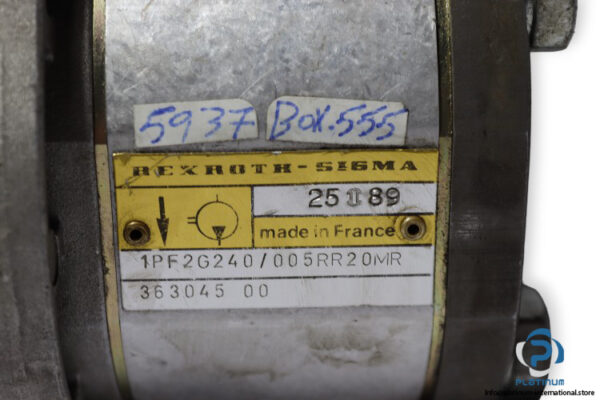 5937 Box.555
REXROTH - SIGMA
25 89
made in France
1PF2G240/005RR20MR
363045 00
PLATINUM